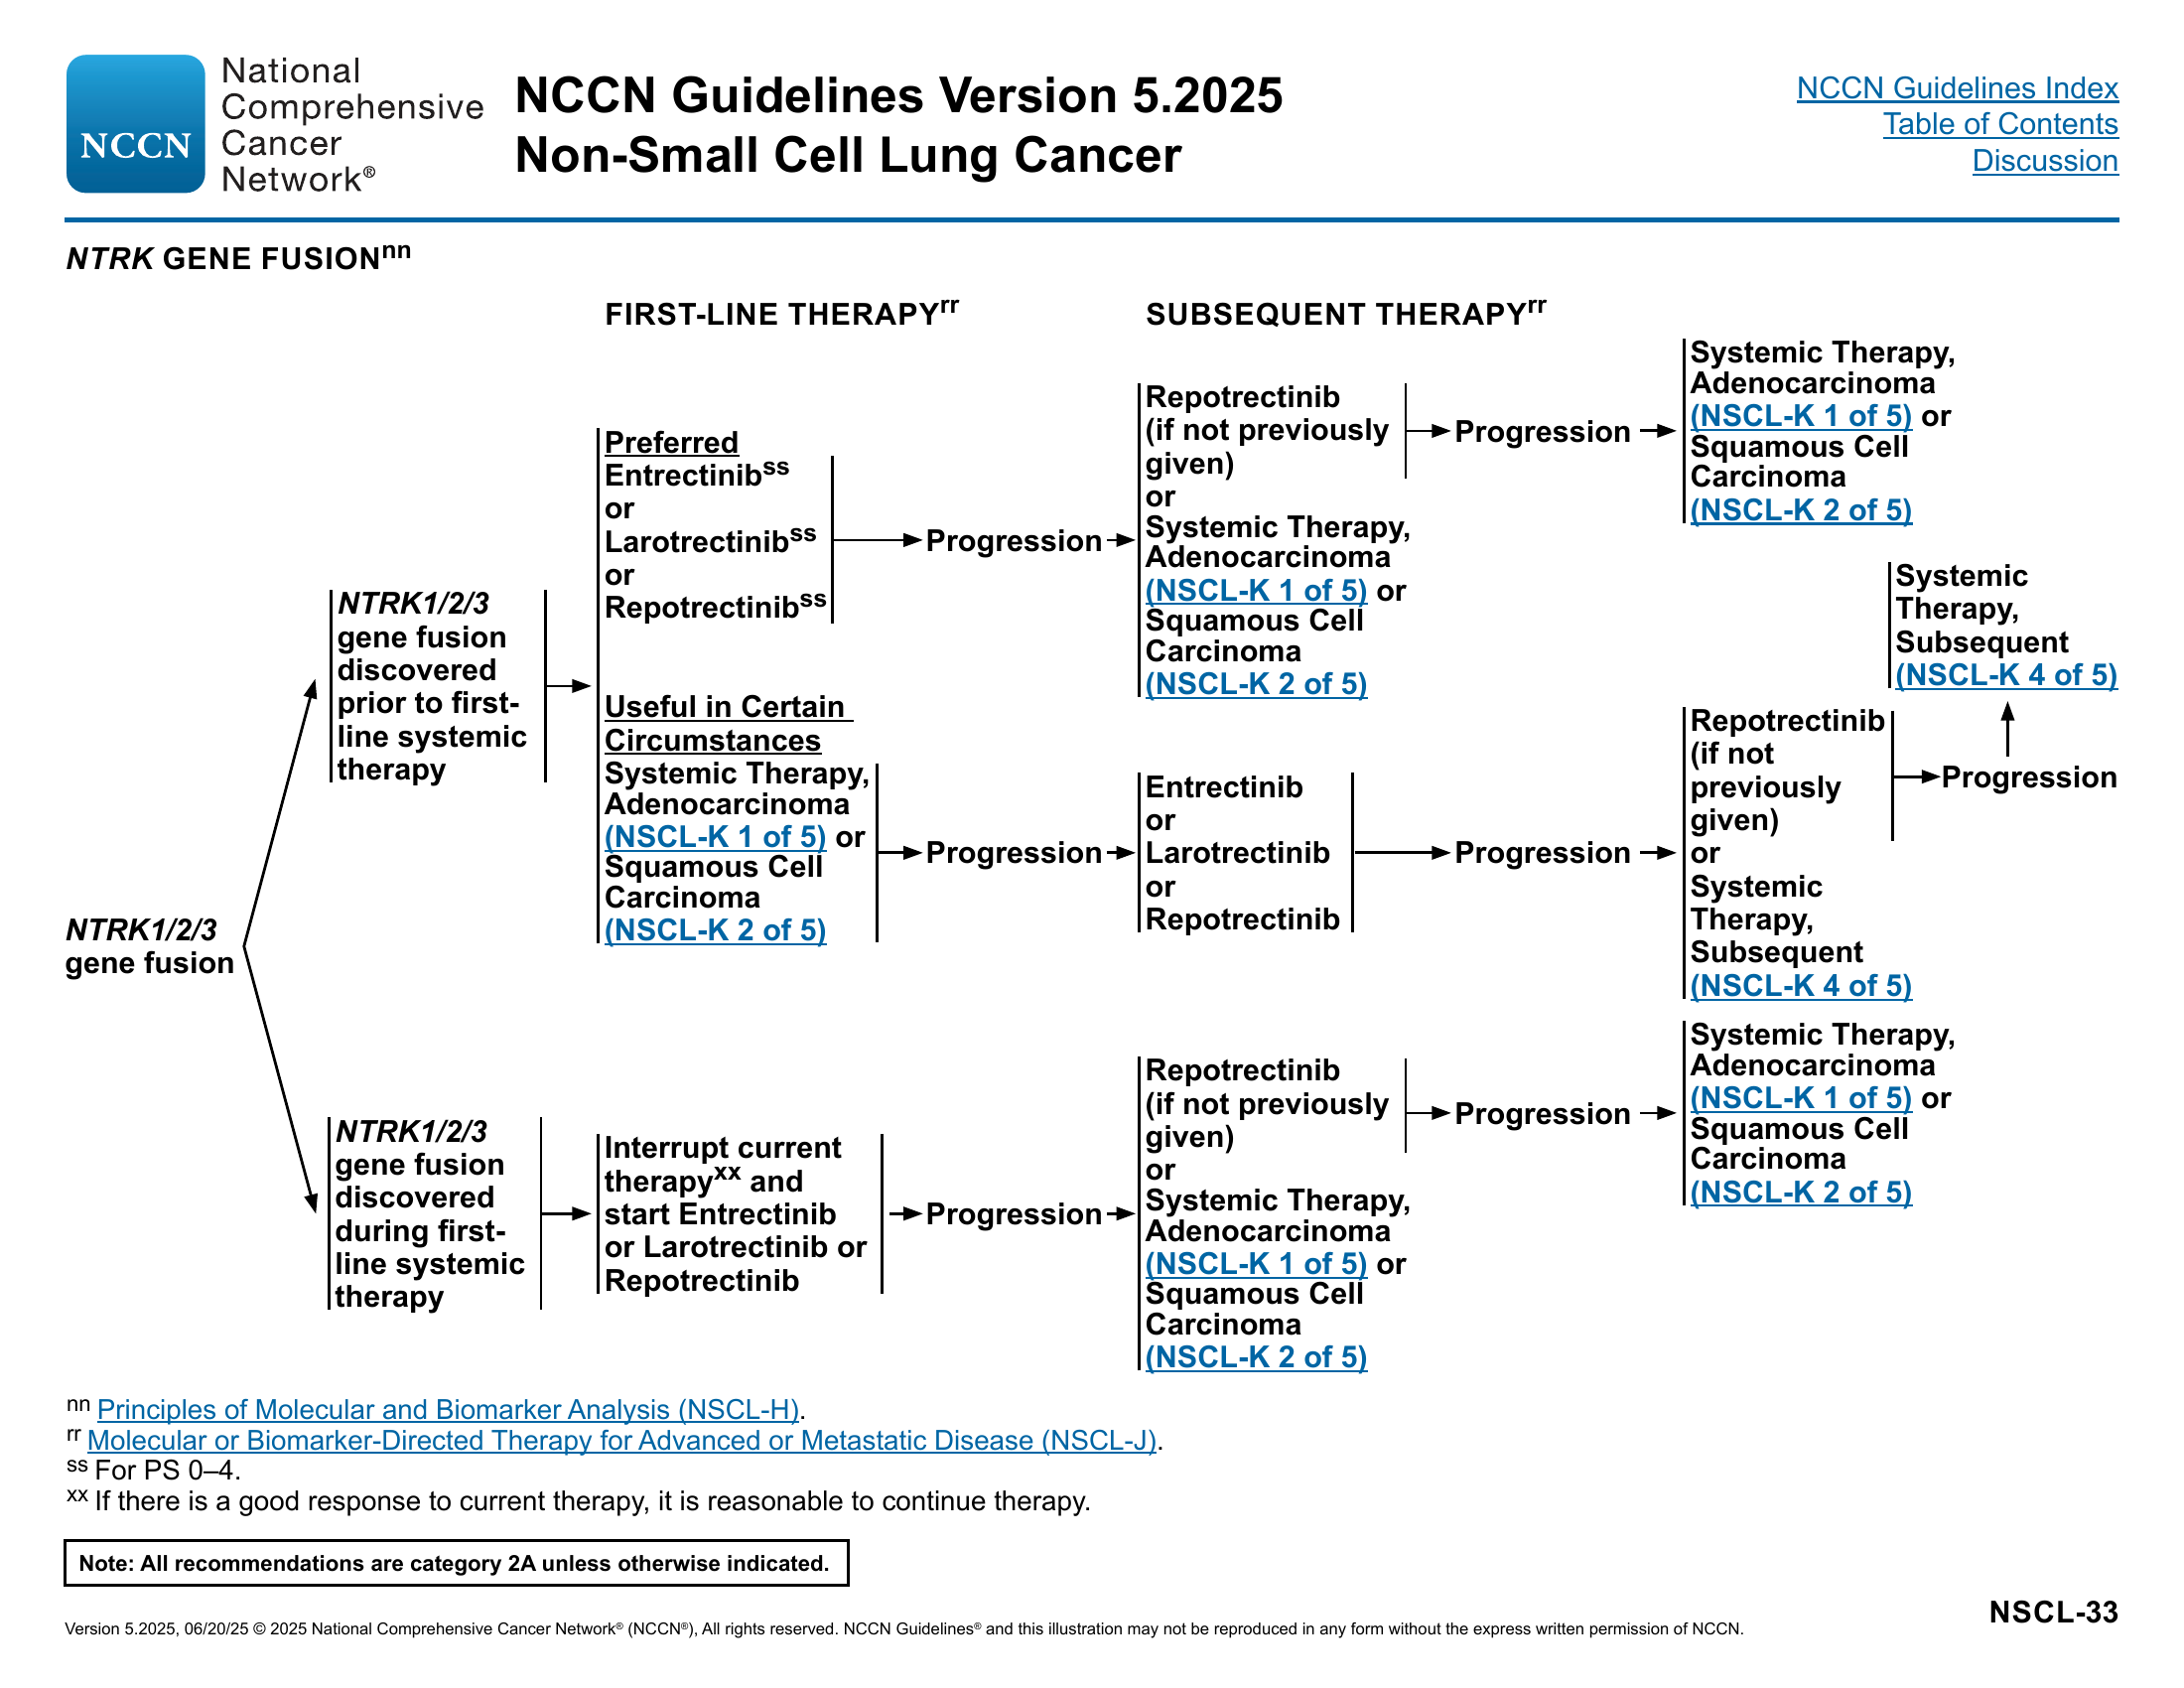 National
Comprehensive
Cancer
Network®
NCCN
NCCN Guidelines Version 5.2025
Non-Small Cell Lung Cancer
NCCN Guidelines Index
Table of Contents
Discussion
NTRK GENE FUSIONnn
FIRST-LINE THERAPYrr
SUBSEQUENT THERAPYrr
NTRK1/2/3
gene fusion
NTRK1/2/3
gene fusion
discovered
prior to first-
line systemic
therapy
Preferred
Entrectinibss
or
Larotrectinibss
or
Repotrectinibss
Progression
Repotrectinib
(if not previously
given)
or
Systemic Therapy,
Adenocarcinoma
(NSCL-K 1 of 5) or
Squamous Cell
Carcinoma
(NSCL-K 2 of 5)
Progression
Systemic Therapy,
Adenocarcinoma
(NSCL-K 1 of 5) or
Squamous Cell
Carcinoma
(NSCL-K 2 of 5)
Useful in Certain
Circumstances
Systemic Therapy,
Adenocarcinoma
(NSCL-K 1 of 5) or
Squamous Cell
Carcinoma
(NSCL-K 2 of 5)
Progression
Entrectinib
or
Larotrectinib
or
Repotrectinib
Progression
Repotrectinib
(if not
previously
given)
or
Systemic
Therapy,
Subsequent
(NSCL-K 4 of 5)
Progression
Systemic
Therapy,
Subsequent
(NSCL-K 4 of 5)
NTRK1/2/3
gene fusion
discovered
during first-
line systemic
therapy
Interrupt current
therapyxx and
start Entrectinib
or Larotrectinib or
Repotrectinib
Progression
Repotrectinib
(if not previously
given)
or
Systemic Therapy,
Adenocarcinoma
(NSCL-K 1 of 5) or
Squamous Cell
Carcinoma
(NSCL-K 2 of 5)
Progression
Systemic Therapy,
Adenocarcinoma
(NSCL-K 1 of 5) or
Squamous Cell
Carcinoma
(NSCL-K 2 of 5)
nn Principles of Molecular and Biomarker Analysis (NSCL-H).
rr Molecular or Biomarker-Directed Therapy for Advanced or Metastatic Disease (NSCL-J).
ss For PS 0–4.
xx If there is a good response to current therapy, it is reasonable to continue therapy.
Note: All recommendations are category 2A unless otherwise indicated.
NSCL-33
Version 5.2025, 06/20/25 © 2025 National Comprehensive Cancer Network® (NCCN®), All rights reserved. NCCN Guidelines® and this illustration may not be reproduced in any form without the express written permission of NCCN.